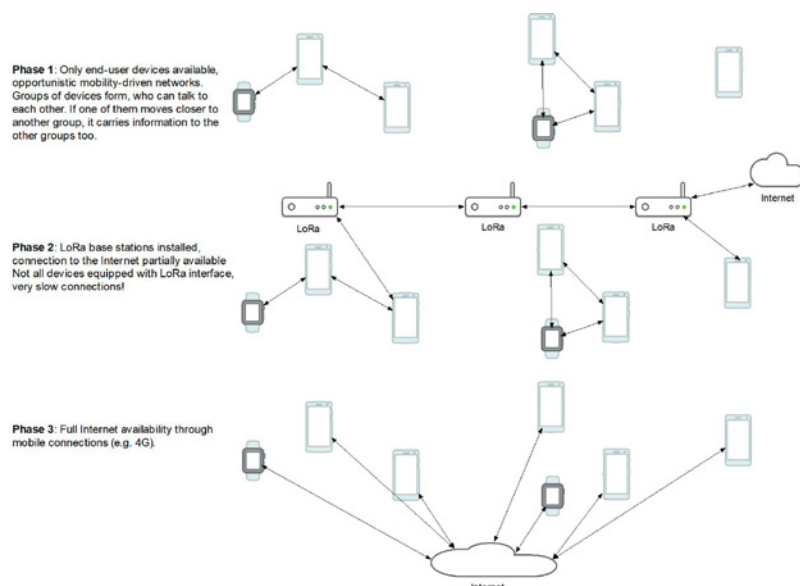 Phase 1: Only end-user devices available,
opportunistic mobility-driven networks.
Groups of devices form, who can talk to
each other. If one of them moves closer to
another group, it carries information to the
other groups too.
Internet
LoRa
LoRa
LoRa
Phase 2: LoRa base stations installed,
connection to the Internet partially available
Not all devices equipped with LoRa interface,
very slow connections!
Phase 3: Full Internet availability through
mobile connections (e.g. 4G).
Internet